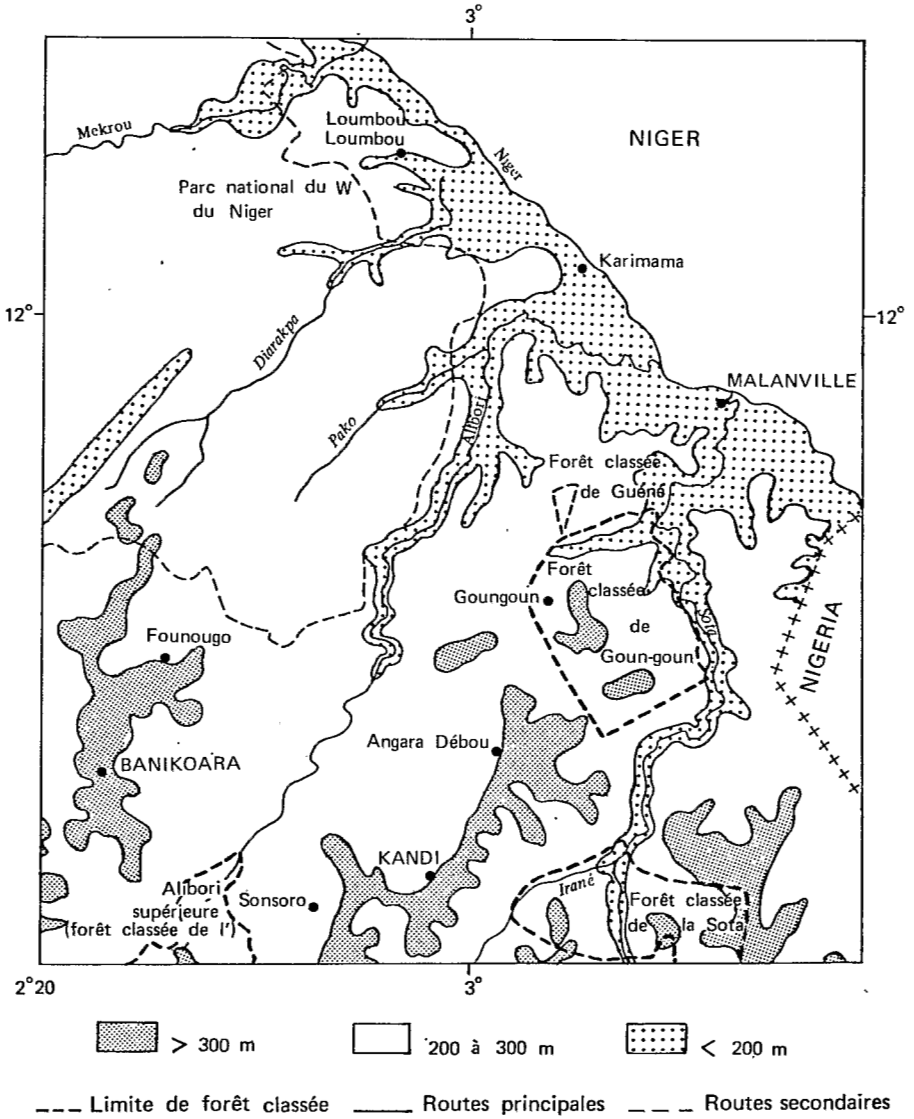 3°
Mekrou
Loumbou
Loumbou
Niger
NIGER
Parc national du W
du Niger
Karimama
12°
12°
Diarakpa
MALANVILLE
Pako
Alibori
Forêt classée
de Guéné
Forêt
classée
Goungoun
de
Sota
Goun-goun
NIGERIA
Founougo
Angara Débou
BANIKOARA
KANDI
Alibori
supérieure
(forêt classée de l')
Sonsoro
Irané
Forêt classée
de la Sota
2°20
3°
> 300 m
200 à 300 m
< 200 m
Limite de forêt classée
Routes principales
Routes secondaires